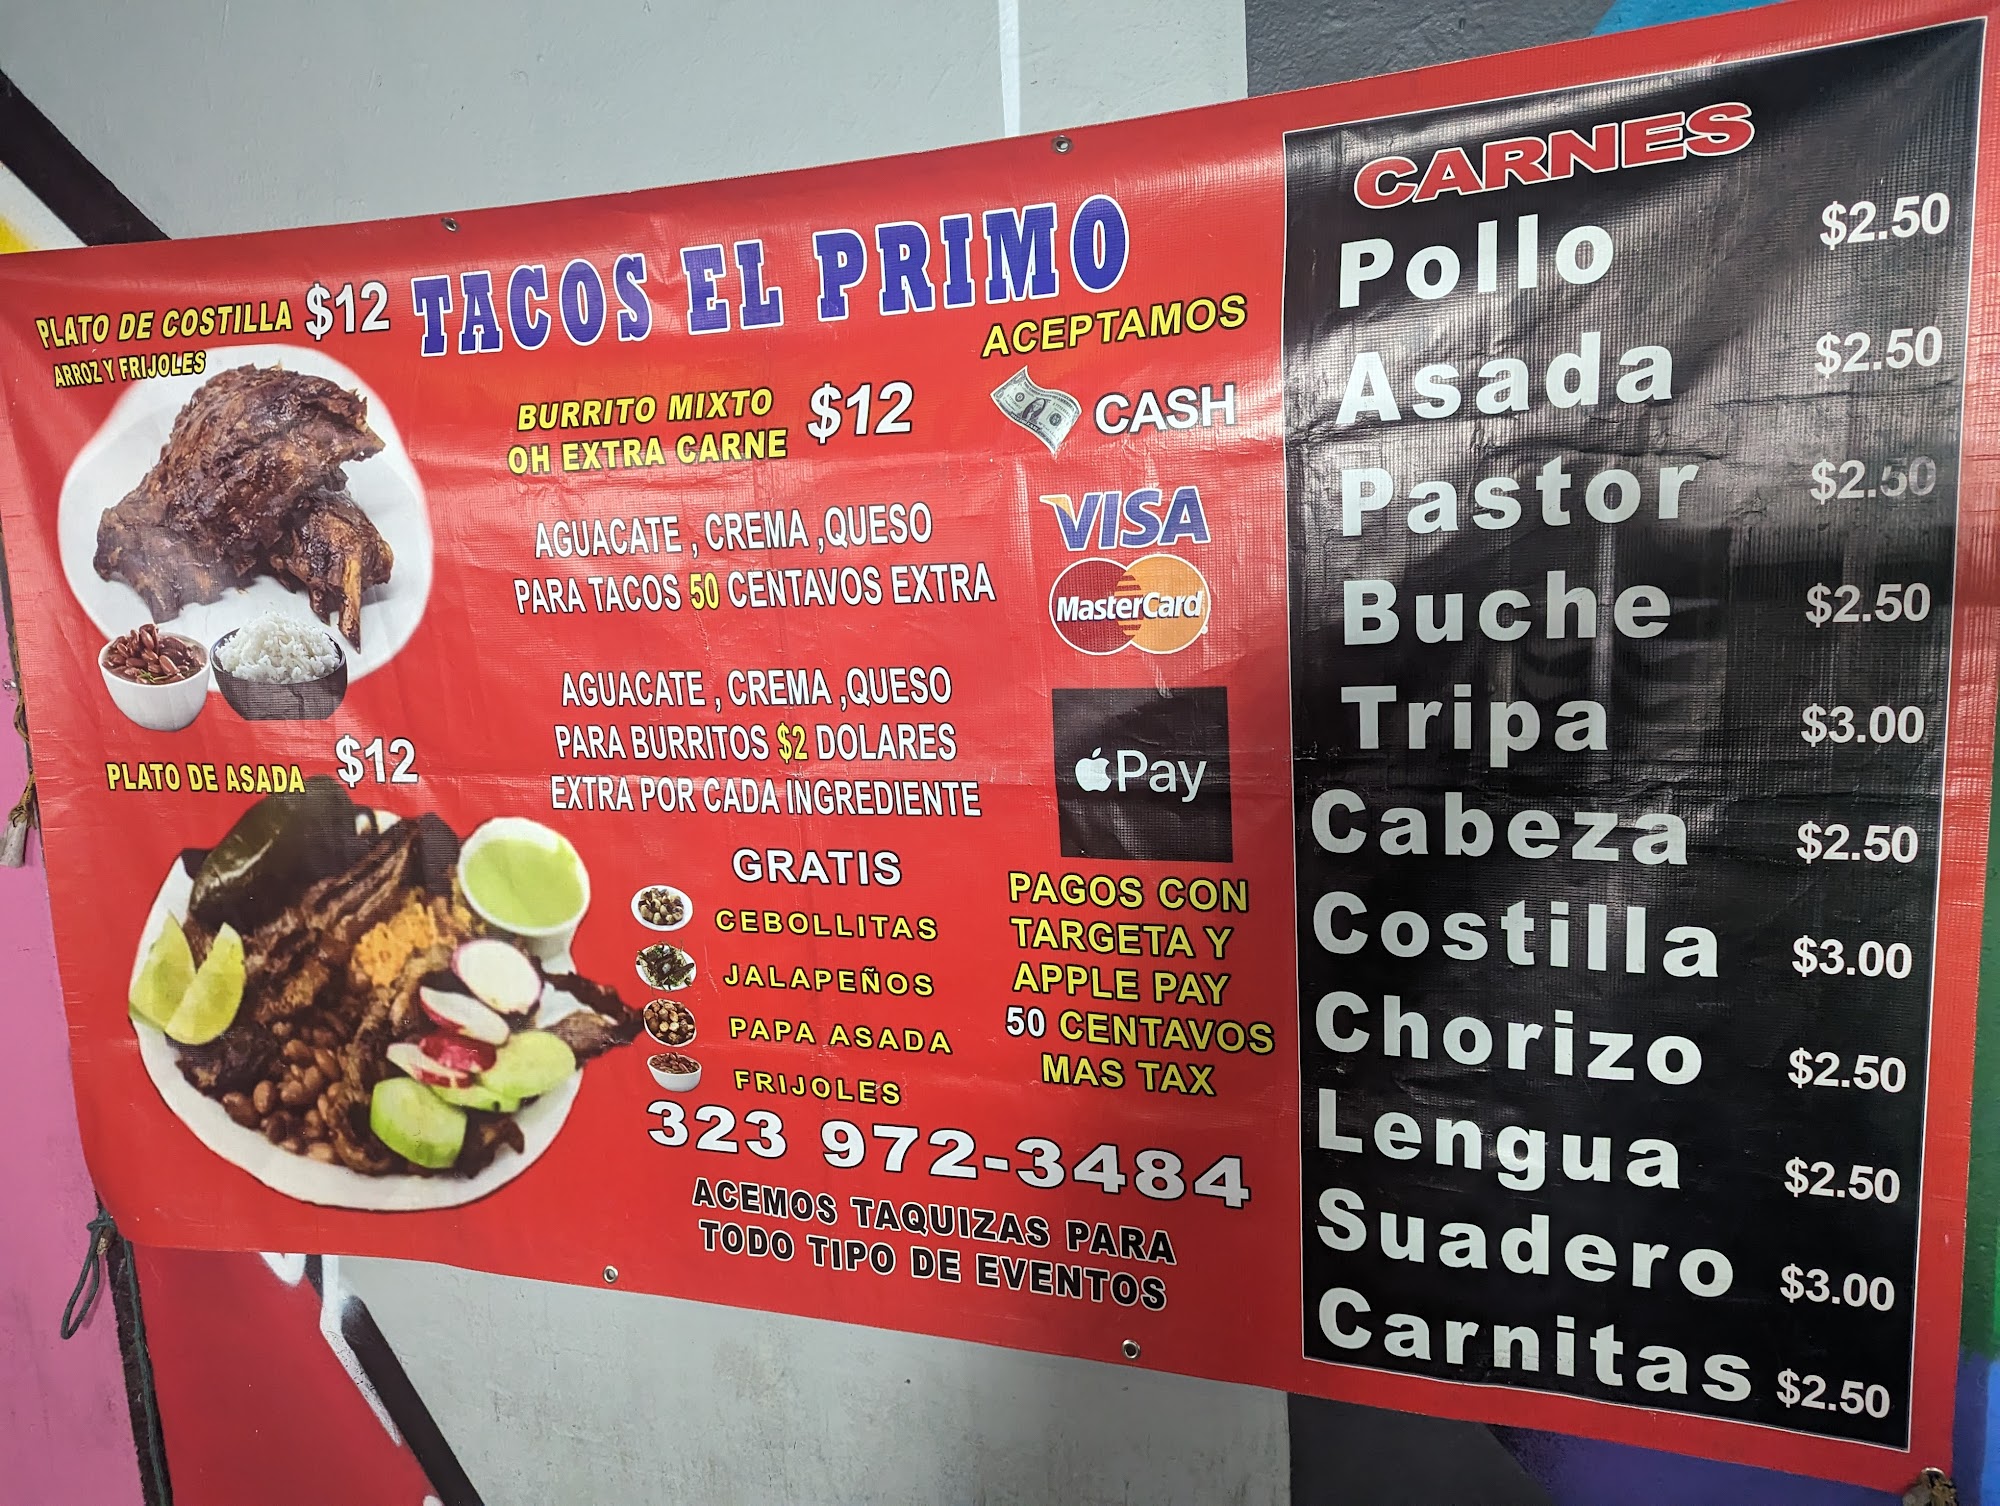 TACOS EL PRIMO
PLATO DE COSTILLA $12
ARROZ Y FRIJOLES
PLATO DE ASADA $12
BURRITO MIXTO
OH EXTRA CARNE $12
AGUACATE , CREMA ,QUESO
PARA TACOS 50 CENTAVOS EXTRA
AGUACATE , CREMA ,QUESO
PARA BURRITOS $2 DOLARES
EXTRA POR CADA INGREDIENTE
GRATIS
CEBOLLITAS
JALAPEÑOS
PAPA ASADA
FRIJOLES
ACEPTAMOS
CASH
VISA
MasterCard
Pay
PAGOS CON
TARGETA Y
APPLE PAY
50 CENTAVOS
MAS TAX
323 972-3484
ACEMOS TAQUIZAS PARA
TODO TIPO DE EVENTOS
CARNES
Pollo $2.50
Asada $2.50
Pastor $2.50
Buche $2.50
Tripa $3.00
Cabeza $2.50
Costilla $3.00
Chorizo $2.50
Lengua $2.50
Suadero $3.00
Carnitas $2.50